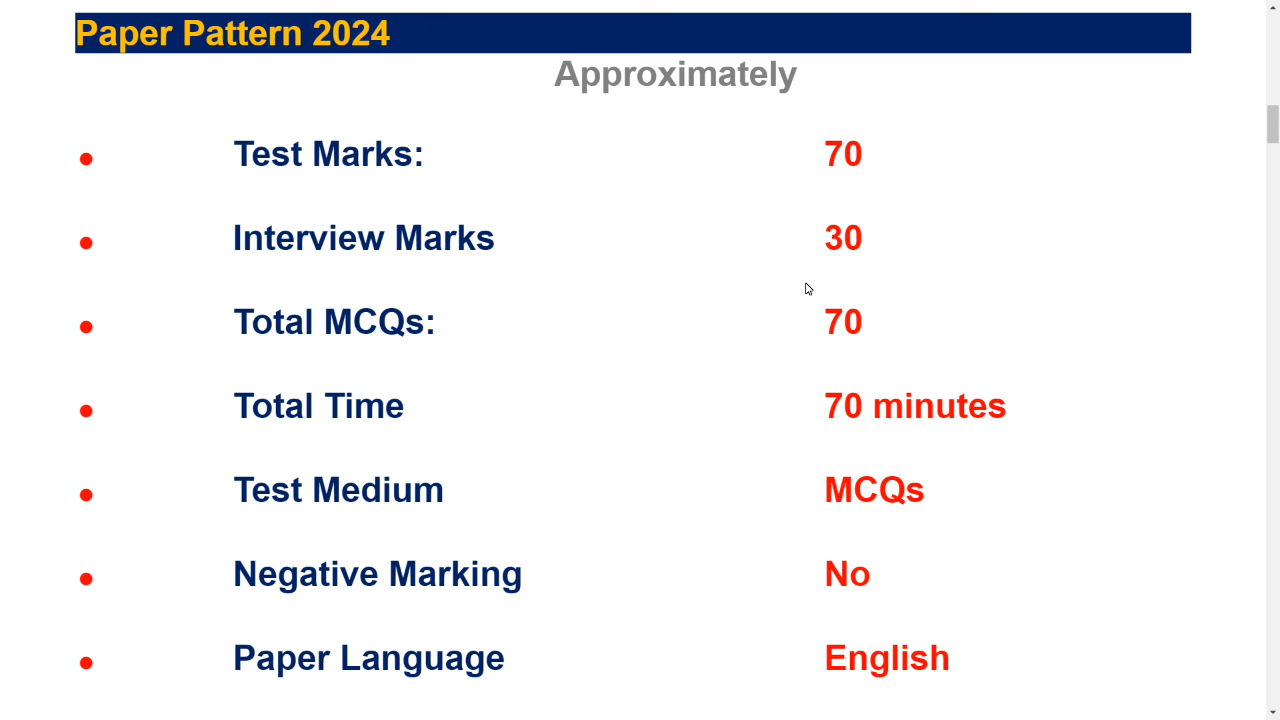 Paper Pattern 2024
Approximately
• Test Marks: 70
• Interview Marks 30
• Total MCQs: 70
• Total Time 70 minutes
• Test Medium MCQs
• Negative Marking No
• Paper Language English